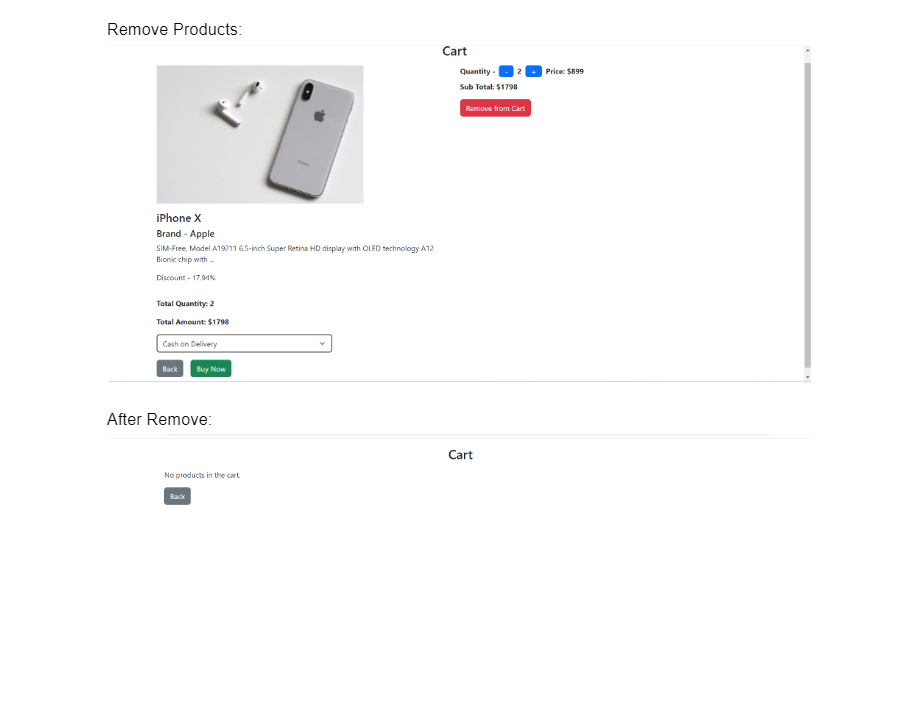 Remove Products:
Cart
Quantity - - 2 + Price: $899
Sub Total: $1798
Remove from Cart
iPhone X
Brand - Apple
SIM-Free, Model A19211 6.5-inch Super Retina HD display with OLED technology A12
Bionic chip with ...
Discount - 17.94%
Total Quantity: 2
Total Amount: $1798
Cash on Delivery
Back Buy Now
After Remove:
Cart
No products in the cart.
Back